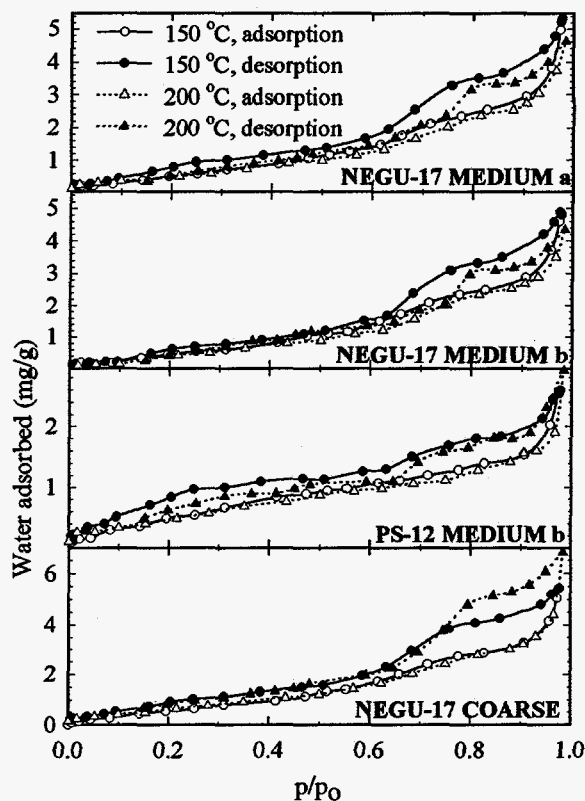 5
150 °C, adsorption
4
150 °C, desorption
3
200 °C, adsorption
2
200 °C, desorption
1
NEGU-17 MEDIUM a
5
4
3
2
1
NEGU-17 MEDIUM b
2
1
PS-12 MEDIUM b
6
4
2
0
NEGU-17 COARSE
0.0 0.2 0.4 0.6 0.8 1.0
p/po
Water adsorbed (mg/g)